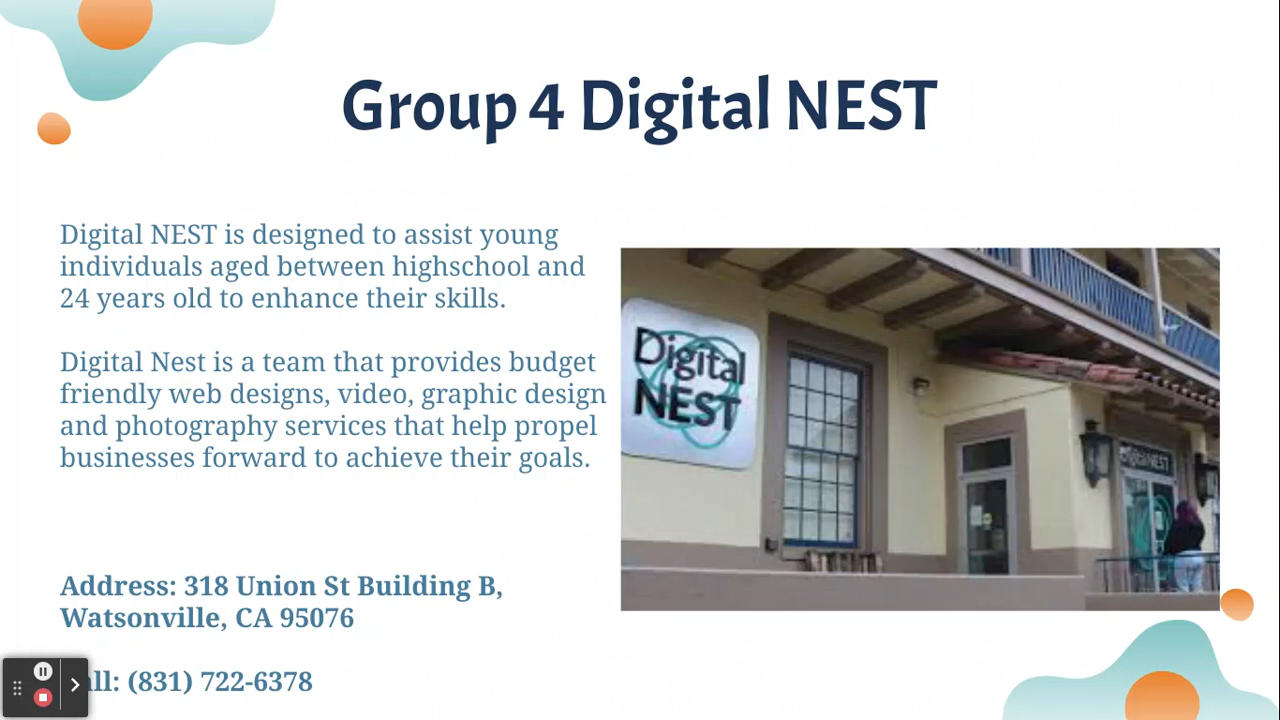 Group 4 Digital NEST
Digital NEST is designed to assist young
individuals aged between highschool and
24 years old to enhance their skills.
Digital Nest is a team that provides budget
friendly web designs, video, graphic design
and photography services that help propel
businesses forward to achieve their goals.
Address: 318 Union St Building B,
Watsonville, CA 95076
all: (831) 722-6378
Digital
NEST